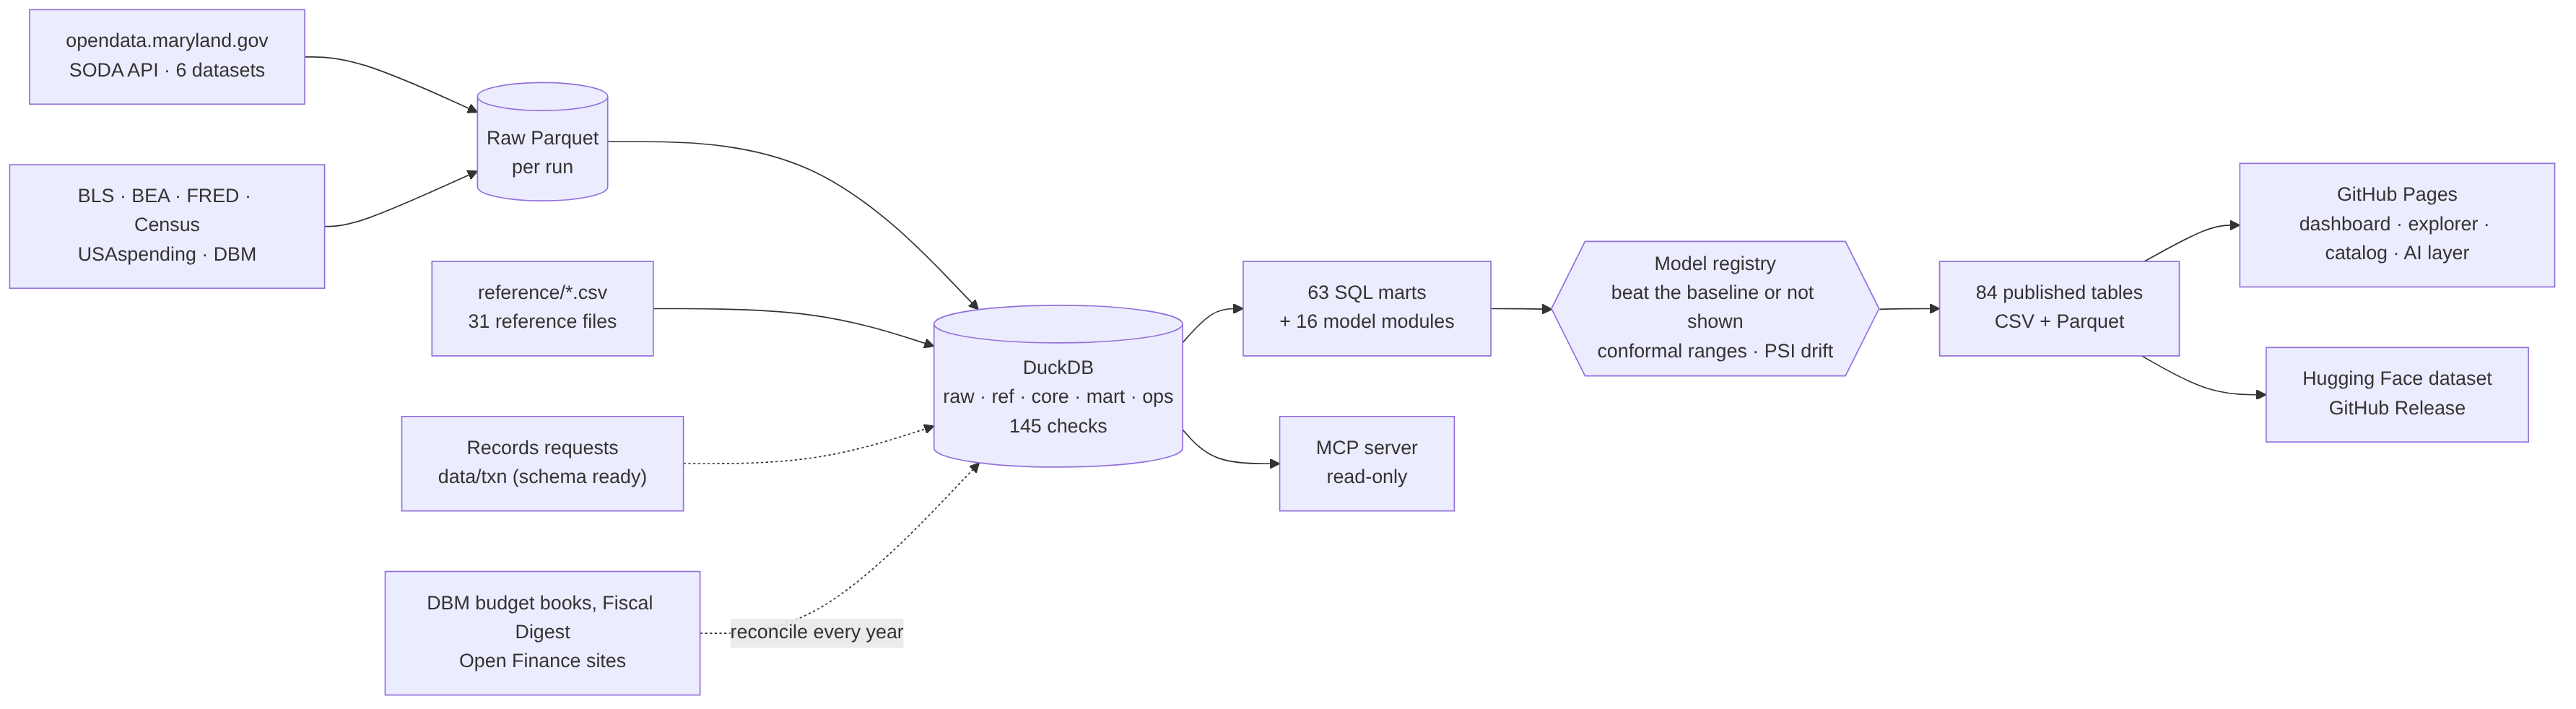 opendata.maryland.gov
SODA API · 6 datasets
BLS · BEA · FRED ·
Census
USAspending · DBM
Raw Parquet
per run
reference/*.csv
31 reference files
Records requests
data/txn (schema ready)
DBM budget books, Fiscal
Digest
Open Finance sites
reconcile every year
DuckDB
raw · ref · core · mart · ops
145 checks
63 SQL marts
+ 16 model modules
MCP server
read-only
Model registry
beat the baseline or not
shown
conformal ranges · PSI drift
84 published tables
CSV + Parquet
GitHub Pages
dashboard · explorer ·
catalog · AI layer
Hugging Face dataset
GitHub Release